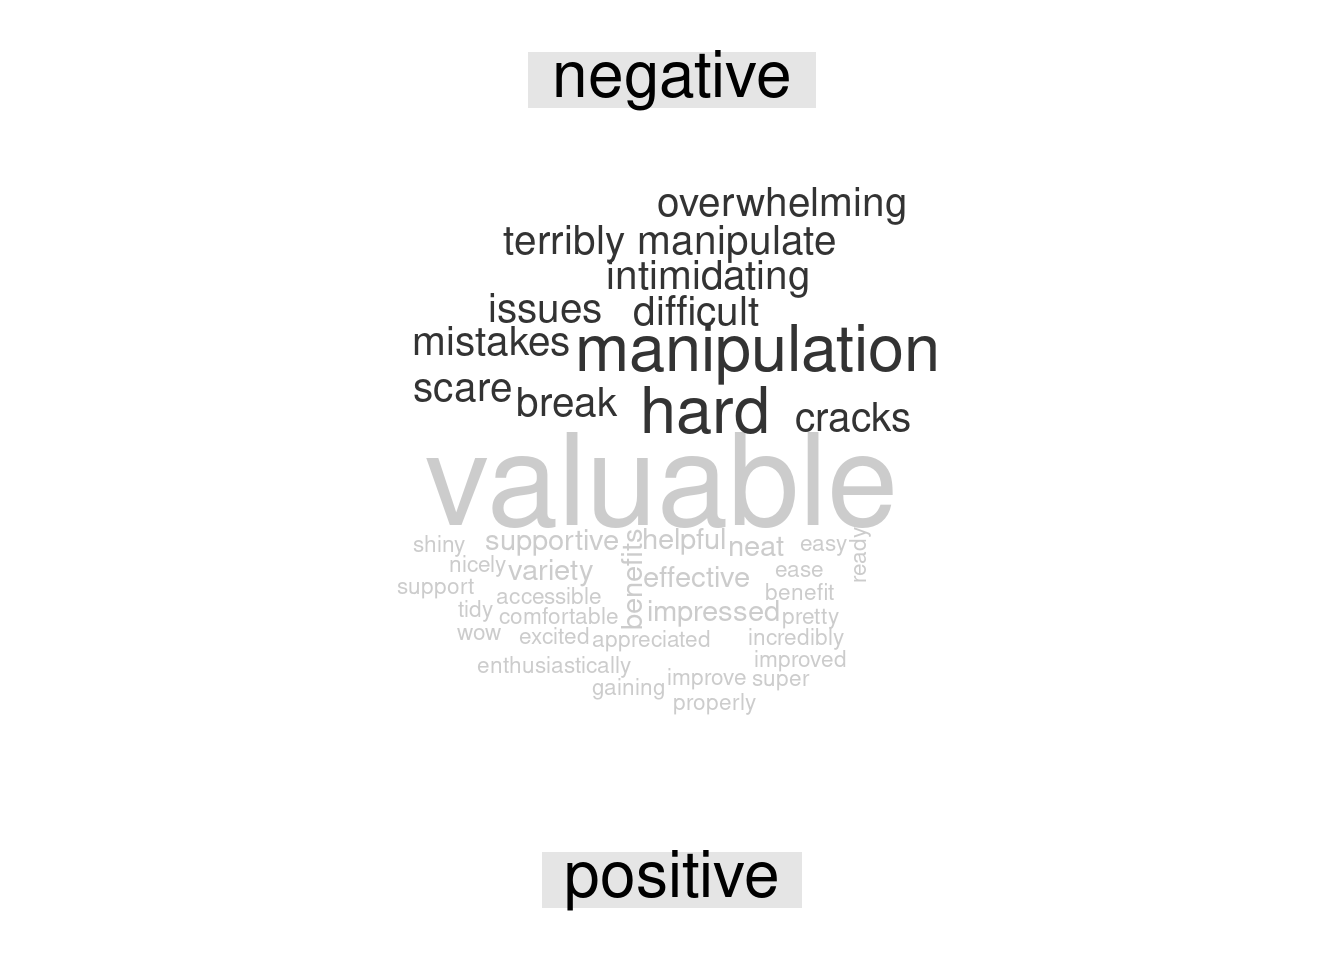 negative
overwhelming
terribly manipulate
intimidating
issues difficult
mistakes manipulation
scare break hard cracks
valuable
shiny supportive benefits helpful neat easy ready
nicely variety effective ease
support accessible benefit
tidy comfortable impressed pretty
wow excited appreciated incredibly
enthusiastically improved
gaining improve super
properly
positive